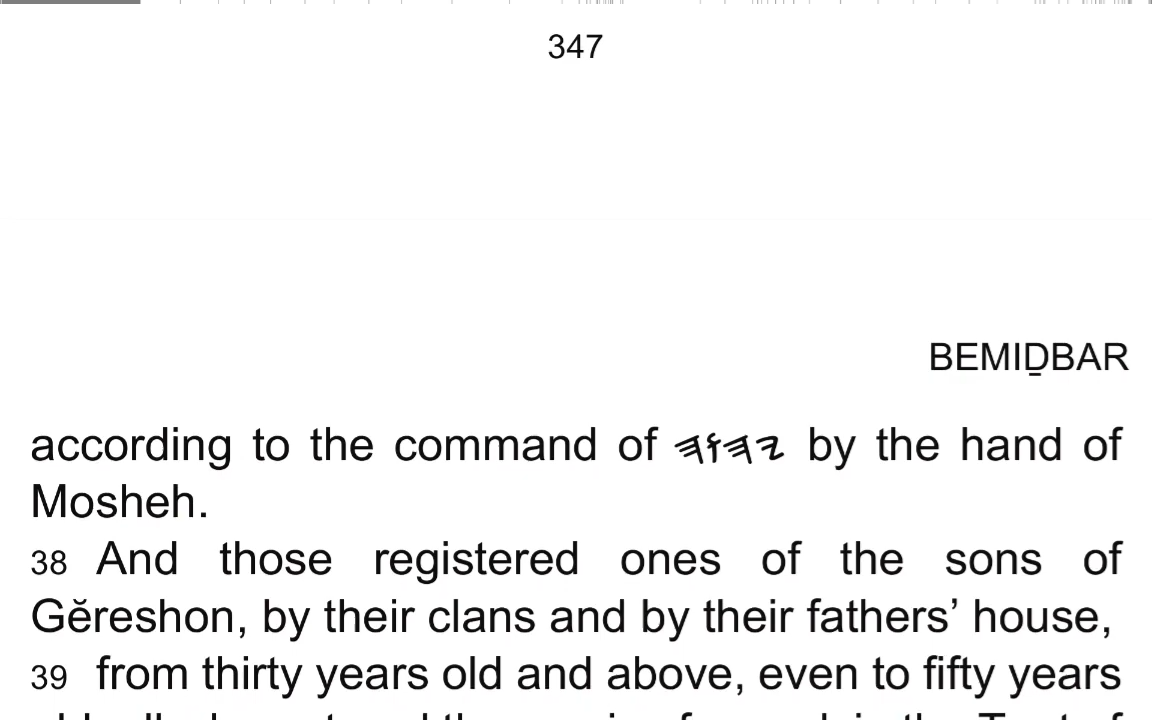 347
BEMIḎBAR
according to the command of 𐤉𐤄𐤅𐤄 by the hand of
Mosheh.
38 And those registered ones of the sons of
Gĕreshon, by their clans and by their fathers’ house,
39 from thirty years old and above, even to fifty years